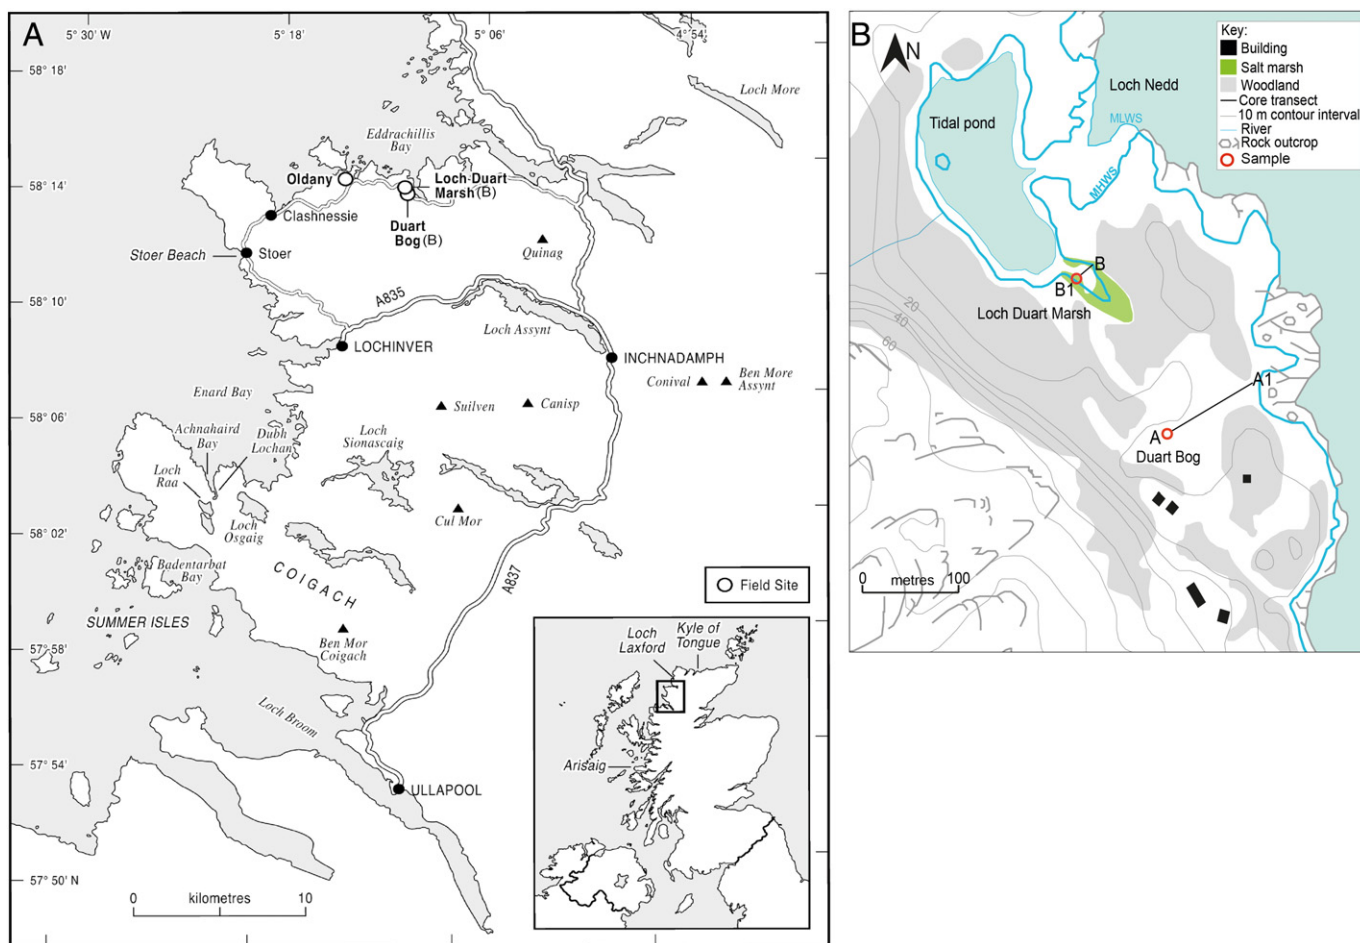 A
5° 30' W
5° 18'
5° 06'
4° 54'
58° 18'
58° 14'
58° 10'
58° 06'
58° 02'
57° 58'
57° 54'
57° 50' N
Loch More
Eddrachillis
Bay
Oldany
Loch Duart
Marsh (B)
Clashnessie
Duart
Bog (B)
Quinag
Stoer Beach
Stoer
A835
Loch Assynt
LOCHINVER
INCHNADAMPH
Conival
Ben More
Assynt
Enard Bay
Suilven
Canisp
Achnahaird
Bay
Dubh
Lochan
Loch
Sionascaig
Loch
Raa
Loch
Osgaig
Cul Mor
Badentarbat
Bay
COIGACH
A837
Field Site
SUMMER ISLES
Ben Mor
Coigach
Loch Broom
ULLAPOOL
0 kilometres 10
Loch
Laxford
Kyle of
Tongue
Arisaig
B
N
Key:
Building
Salt marsh
Woodland
Core transect
10 m contour interval
River
Rock outcrop
Sample
Loch Nedd
MLWS
Tidal pond
MHWS
B
B1
Loch Duart Marsh
20
40
60
A1
A
Duart Bog
0 metres 100